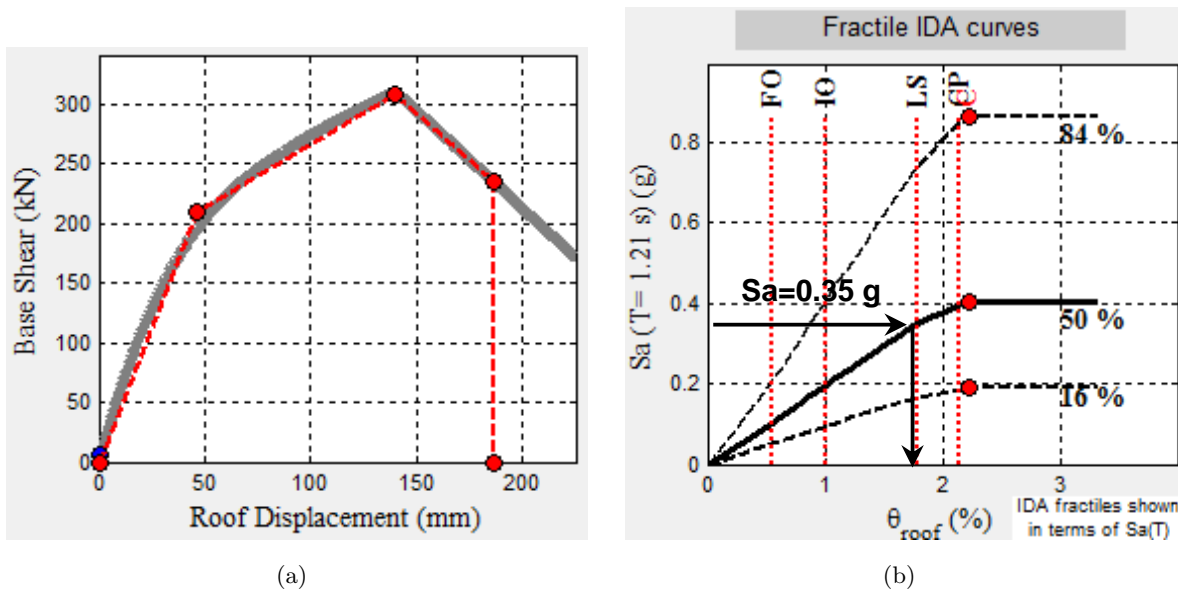 Base Shear (kN)
300
250
200
150
100
50
0
0
50
100
150
200
Roof Displacement (mm)
(a)
Fractile IDA curves
Sa (T= 1.21 s) (g)
FO
IO
LS
CP
0.8
0.6
0.4
0.2
0
84 %
Sa=0.35 g
50 %
16 %
0
1
2
3
θroof (%)
IDA fractiles shown
in terms of Sa(T)
(b)